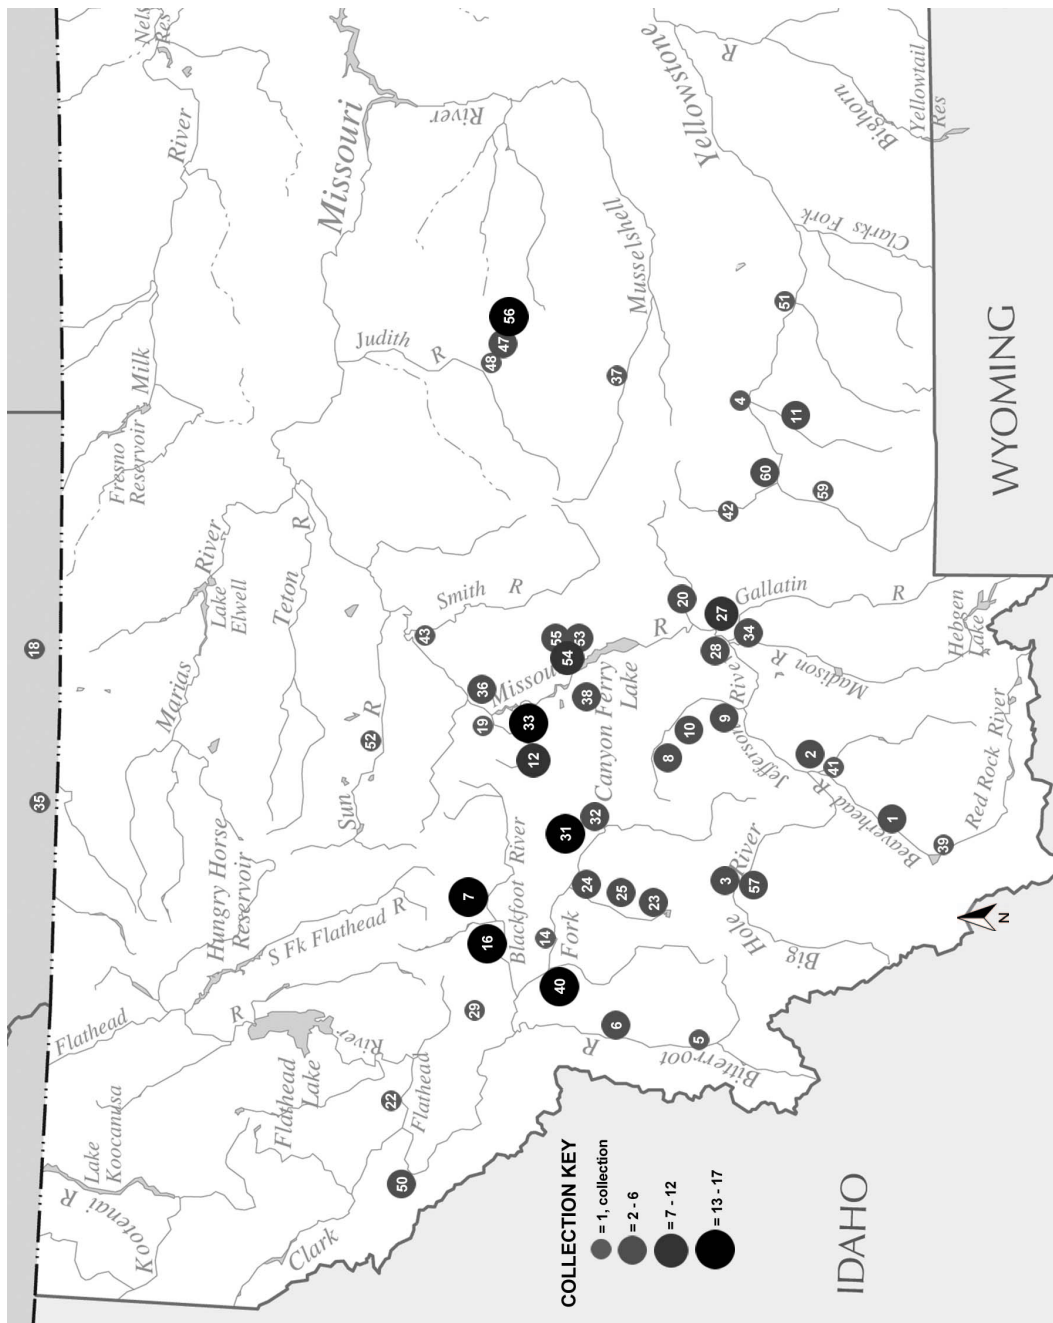 Nels
Res
River
Missouri
River
Yellowstone
R
Bighorn
Yellowtail
Res
Clarks Fork
Musselshell
Judith
R
Fresno
Reservoir
Milk
56
47
48
37
51
4
11
60
59
42
WYOMING
River
Lake
Elwell
Teton
R
Marias
Smith
R
43
18
35
52
Sun
R
36
19
Missou
55
53
54
38
33
12
Canyon Ferry
Lake
R
20
27
28
34
Gallatin
R
Madison R
Hebgen
Lake
Jefferson
River
9
10
8
2
41
Beaverhead R
1
39
Red Rock River
31
32
Hungry Horse
Reservoir
S Fk Flathead R
7
16
Blackfoot River
24
25
23
14
Fork
40
3
57
Big
Hole
River
N
Flathead
R
Flathead
Lake
River
29
6
5
Bitterroot
R
22
Flathead
50
Lake
Koocanusa
Kootenai R
Clark
IDAHO
COLLECTION KEY
= 1, collection
= 2 - 6
= 7 - 12
= 13 - 17